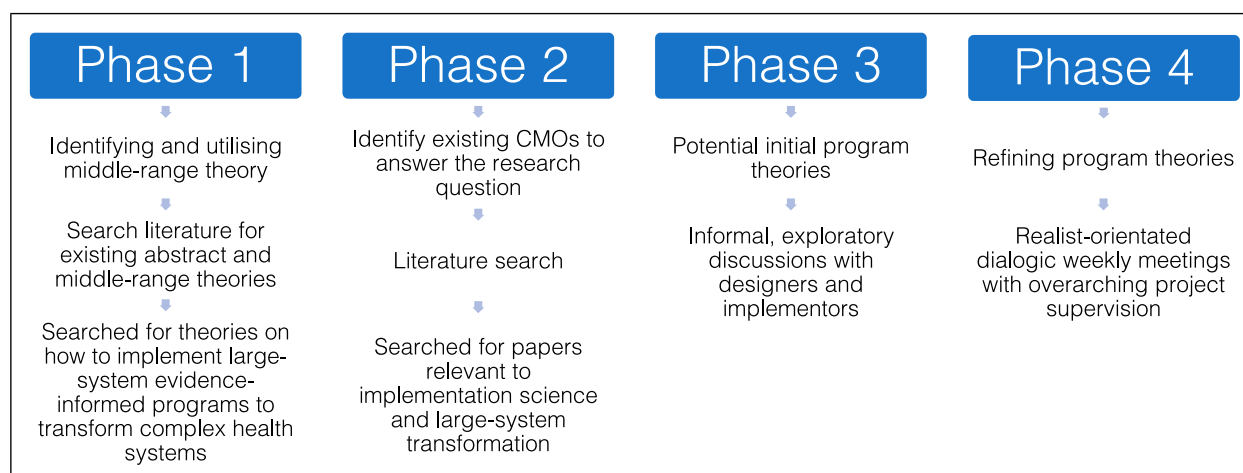 Phase 1
Identifying and utilising
middle-range theory
Search literature for
existing abstract and
middle-range theories
Searched for theories on
how to implement large-
system evidence-
informed programs to
transform complex health
systems
Phase 2
Identify existing CMOs to
answer the research
question
Literature search
Searched for papers
relevant to
implementation science
and large-system
transformation
Phase 3
Potential initial program
theories
Informal, exploratory
discussions with
designers and
implementors
Phase 4
Refining program theories
Realist-orientated
dialogic weekly meetings
with overarching project
supervision